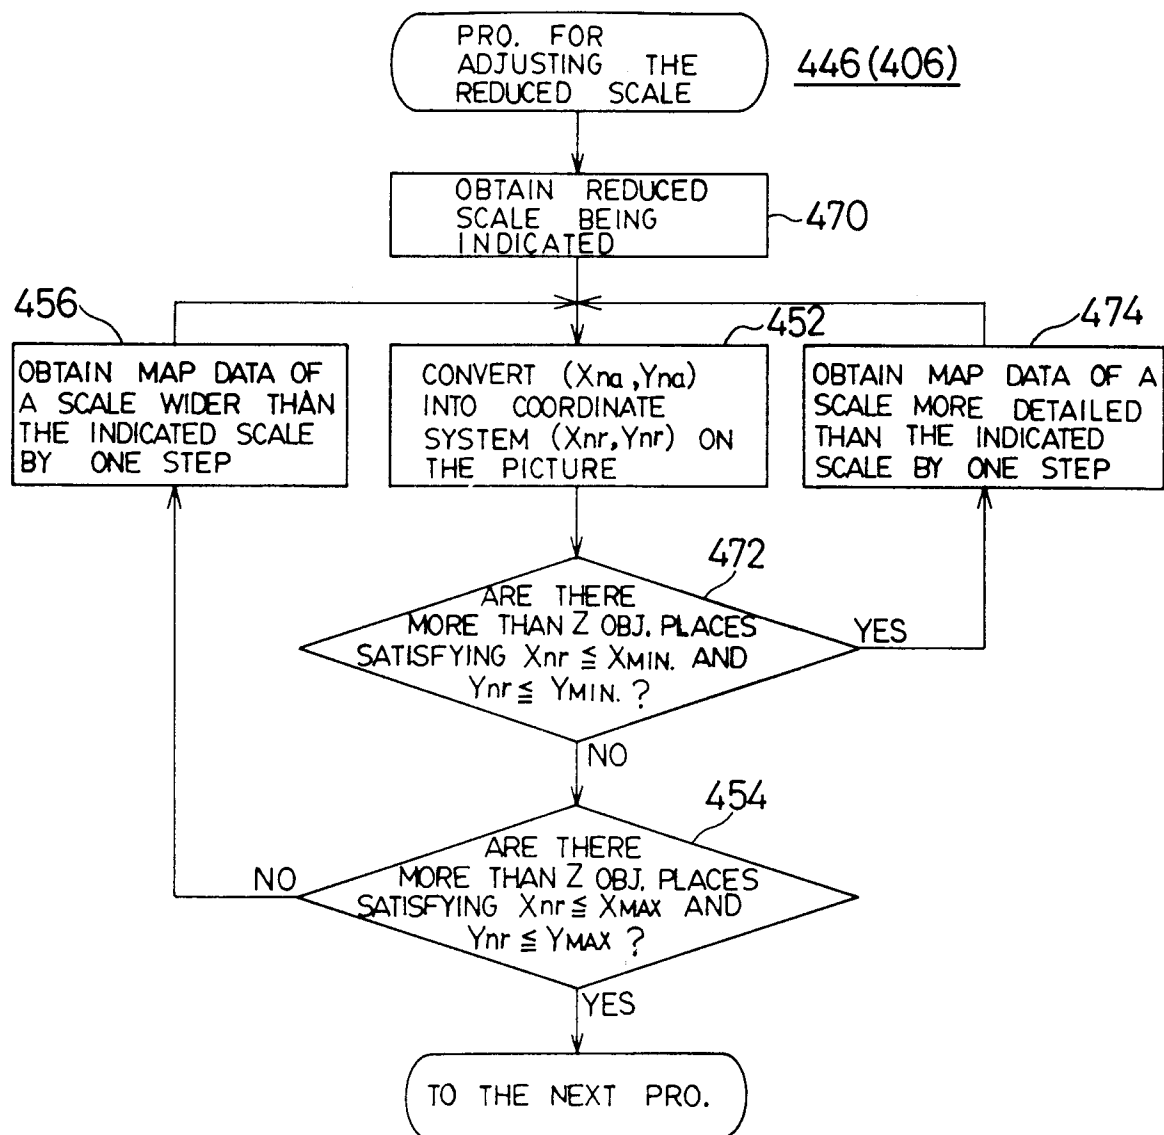 PRO. FOR
ADJUSTING THE
REDUCED SCALE
446(406)
OBTAIN REDUCED
SCALE BEING
INDICATED
470
456
OBTAIN MAP DATA OF
A SCALE WIDER THAN
THE INDICATED SCALE
BY ONE STEP
452
CONVERT (Xna,Yna)
INTO COORDINATE
SYSTEM (Xnr,Ynr) ON
THE PICTURE
474
OBTAIN MAP DATA OF A
SCALE MORE DETAILED
THAN THE INDICATED
SCALE BY ONE STEP
472
ARE THERE
MORE THAN Z OBJ. PLACES
SATISFYING Xnr ≦ XMIN. AND
Ynr ≦ YMIN. ?
YES
NO
454
ARE THERE
MORE THAN Z OBJ. PLACES
SATISFYING Xnr ≦ XMAX AND
Ynr ≦ YMAX ?
NO
YES
TO THE NEXT PRO.